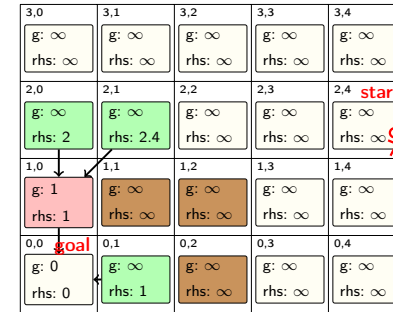 3,0 3,1 3,2 3,3 3,4
g: ∞ g: ∞ g: ∞ g: ∞ g: ∞
rhs: ∞ rhs: ∞ rhs: ∞ rhs: ∞ rhs: ∞
2,0 2,1 2,2 2,3 2,4 star
g: ∞ g: ∞ g: ∞ g: ∞ g: ∞
rhs: 2 rhs: 2.4 rhs: ∞ rhs: ∞ rhs: ∞
1,0 1,1 1,2 1,3 1,4
g: 1 g: ∞ g: ∞ g: ∞ g: ∞
rhs: 1 rhs: ∞ rhs: ∞ rhs: ∞ rhs: ∞
0,0 goal 0,1 0,2 0,3 0,4
g: 0 g: ∞ g: ∞ g: ∞ g: ∞
rhs: 0 rhs: 1 rhs: ∞ rhs: ∞ rhs: ∞